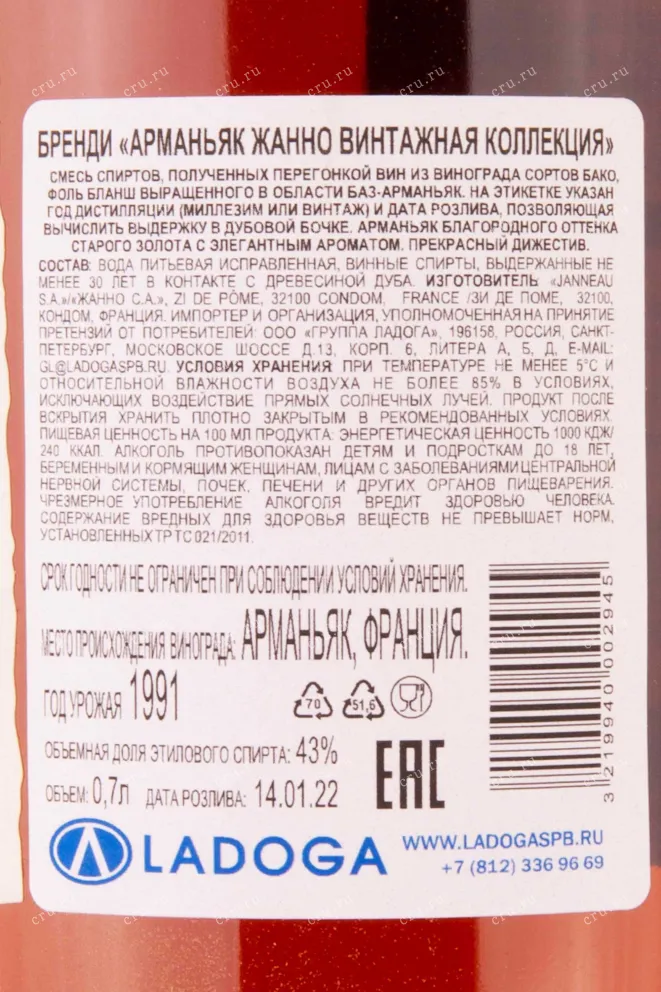 БРЕНДИ «АРМАНЬЯК ЖАННО ВИНТАЖНАЯ КОЛЛЕКЦИЯ»
СМЕСЬ СПИРТОВ, ПОЛУЧЕННЫХ ПЕРЕГОНКОЙ ВИН ИЗ ВИНОГРАДА СОРТОВ БАКО,
ФОЛЬ БЛАНШ ВЫРАЩЕННОГО В ОБЛАСТИ БАЗ-АРМАНЬЯК. НА ЭТИКЕТКЕ УКАЗАН
ГОД ДИСТИЛЛЯЦИИ (МИЛЛЕЗИМ ИЛИ ВИНТАЖ) И ДАТА РОЗЛИВА, ПОЗВОЛЯЮЩАЯ
ВЫЧИСЛИТЬ ВЫДЕРЖКУ В ДУБОВОЙ БОЧКЕ. АРМАНЬЯК БЛАГОРОДНОГО ОТТЕНКА
СТАРОГО ЗОЛОТА С ЭЛЕГАНТНЫМ АРОМАТОМ. ПРЕКРАСНЫЙ ДИЖЕСТИВ.
СОСТАВ: ВОДА ПИТЬЕВАЯ ИСПРАВЛЕННАЯ, ВИННЫЕ СПИРТЫ, ВЫДЕРЖАННЫЕ НЕ
МЕНЕЕ 30 ЛЕТ В КОНТАКТЕ С ДРЕВЕСИНОЙ ДУБА. ИЗГОТОВИТЕЛЬ: «JANNEAU
S.A.»/«ЖАННО С.А.», ZI DE PÔME, 32100 CONDOM, FRANCE /ЗИ ДЕ ПОМЕ, 32100,
КОНДОМ, ФРАНЦИЯ. ИМПОРТЕР И ОРГАНИЗАЦИЯ, УПОЛНОМОЧЕННАЯ НА ПРИНЯТИЕ
ПРЕТЕНЗИЙ ОТ ПОТРЕБИТЕЛЕЙ: ООО «ГРУППА ЛАДОГА», 196158, РОССИЯ, САНКТ-
ПЕТЕРБУРГ, МОСКОВСКОЕ ШОССЕ Д.13, КОРП. 6, ЛИТЕРА А, Б, Д, E-MAIL:
GL@LADOGASPB.RU. УСЛОВИЯ ХРАНЕНИЯ: ПРИ ТЕМПЕРАТУРЕ НЕ МЕНЕЕ 5°С И
ОТНОСИТЕЛЬНОЙ ВЛАЖНОСТИ ВОЗДУХА НЕ БОЛЕЕ 85% В УСЛОВИЯХ,
ИСКЛЮЧАЮЩИХ ВОЗДЕЙСТВИЕ ПРЯМЫХ СОЛНЕЧНЫХ ЛУЧЕЙ. ПРОДУКТ ПОСЛЕ
ВСКРЫТИЯ ХРАНИТЬ ПЛОТНО ЗАКРЫТЫМ В РЕКОМЕНДОВАННЫХ УСЛОВИЯХ.
ПИЩЕВАЯ ЦЕННОСТЬ НА 100 МЛ ПРОДУКТА: ЭНЕРГЕТИЧЕСКАЯ ЦЕННОСТЬ 1000 КДЖ/
240 ККАЛ. АЛКОГОЛЬ ПРОТИВОПОКАЗАН ДЕТЯМ И ПОДРОСТКАМ ДО 18 ЛЕТ,
БЕРЕМЕННЫМ И КОРМЯЩИМ ЖЕНЩИНАМ, ЛИЦАМ С ЗАБОЛЕВАНИЯМИ ЦЕНТРАЛЬНОЙ
НЕРВНОЙ СИСТЕМЫ, ПОЧЕК, ПЕЧЕНИ И ДРУГИХ ОРГАНОВ ПИЩЕВАРЕНИЯ.
ЧРЕЗМЕРНОЕ УПОТРЕБЛЕНИЕ АЛКОГОЛЯ ВРЕДИТ ЗДОРОВЬЮ ЧЕЛОВЕКА.
СОДЕРЖАНИЕ ВРЕДНЫХ ДЛЯ ЗДОРОВЬЯ ВЕЩЕСТВ НЕ ПРЕВЫШАЕТ НОРМ,
УСТАНОВЛЕННЫХ ТР ТС 021/2011.
СРОК ГОДНОСТИ НЕ ОГРАНИЧЕН ПРИ СОБЛЮДЕНИИ УСЛОВИЙ ХРАНЕНИЯ.
МЕСТО ПРОИСХОЖДЕНИЯ ВИНОГРАДА: АРМАНЬЯК, ФРАНЦИЯ.
ГОД УРОЖАЯ 1991
70
51,6
ОБЪЕМНАЯ ДОЛЯ ЭТИЛОВОГО СПИРТА: 43%
ОБЪЕМ: 0,7л ДАТА РОЗЛИВА: 14.01.22
EAC
3 219940 002945
LADOGA
WWW.LADOGASPB.RU
+7 (812) 336 96 69
cru.ru